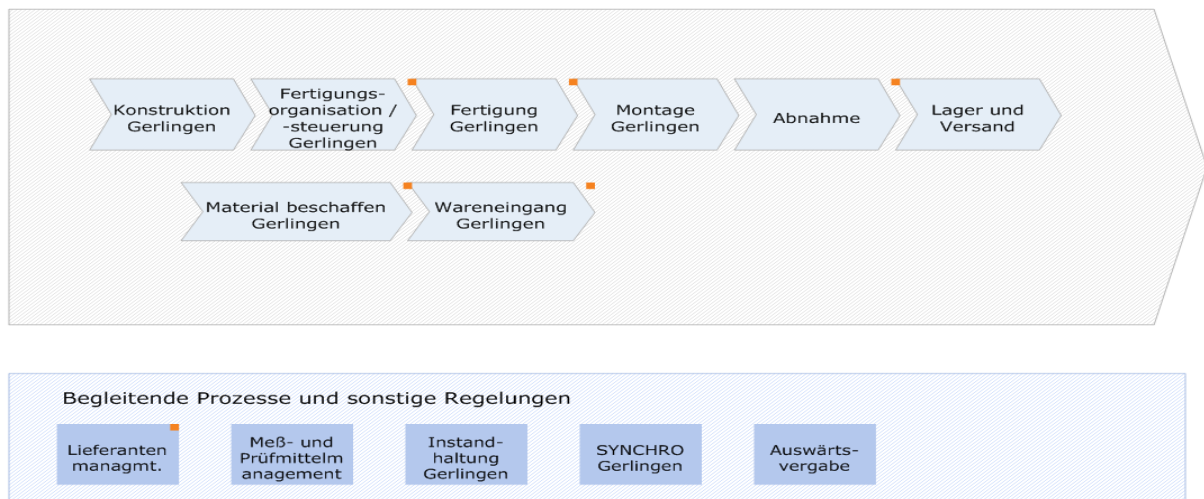 Konstruktion
Gerlingen
Fertigungs-
organisation /
-steuerung
Gerlingen
Fertigung
Gerlingen
Montage
Gerlingen
Abnahme
Lager und
Versand
Material beschaffen
Gerlingen
Wareneingang
Gerlingen
Begleitende Prozesse und sonstige Regelungen
Lieferanten
managmt.
Meß- und
Prüfmittelm
anagement
Instand-
haltung
Gerlingen
SYNCHRO
Gerlingen
Auswärts-
vergabe